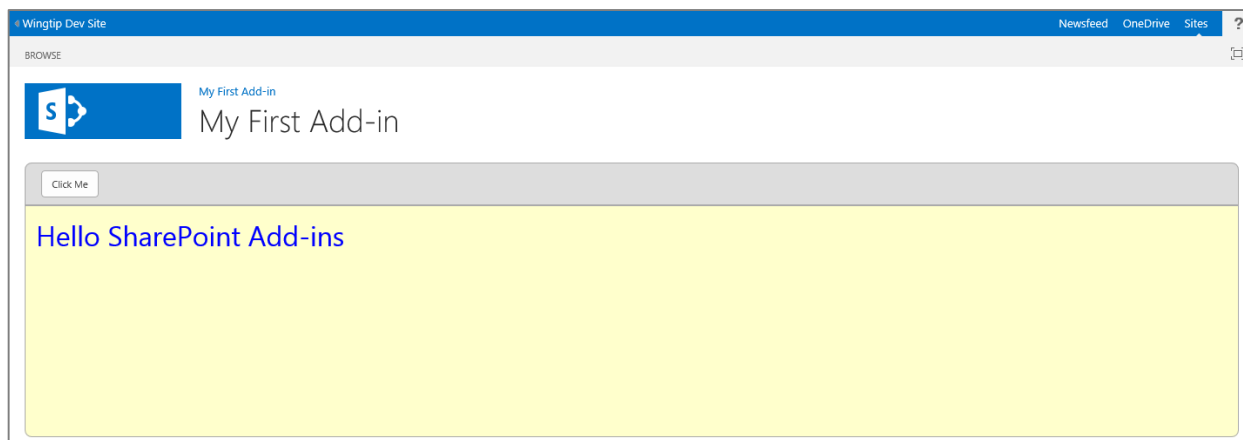 Wingtip Dev Site Newsfeed OneDrive Sites ?
BROWSE
S
My First Add-in
My First Add-in
Click Me
Hello SharePoint Add-ins